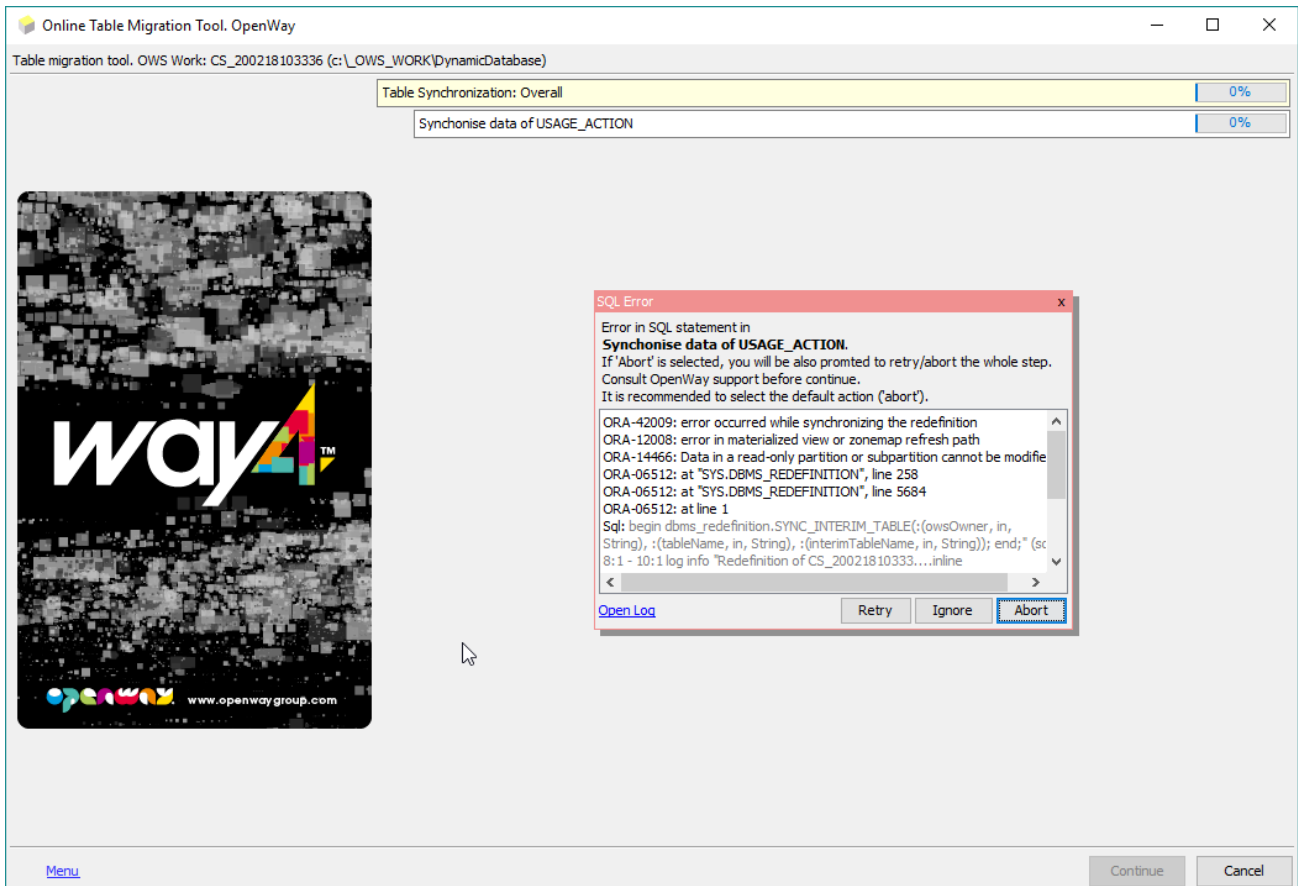 Online Table Migration Tool. OpenWay
Table migration tool. OWS Work: CS_200218103336 (c:\_OWS_WORK\DynamicDatabase)
Table Synchronization: Overall 0%
Synchonise data of USAGE_ACTION 0%
way4™
openway. www.openwaygroup.com
SQL Error x
Error in SQL statement in
Synchonise data of USAGE_ACTION.
If 'Abort' is selected, you will be also promted to retry/abort the whole step.
Consult OpenWay support before continue.
It is recommended to select the default action ('abort').
ORA-42009: error occurred while synchronizing the redefinition
ORA-12008: error in materialized view or zonemap refresh path
ORA-14466: Data in a read-only partition or subpartition cannot be modifie
ORA-06512: at "SYS.DBMS_REDEFINITION", line 258
ORA-06512: at "SYS.DBMS_REDEFINITION", line 5684
ORA-06512: at line 1
Sql: begin dbms_redefinition.SYNC_INTERIM_TABLE(:(owsOwner, in,
String), :(tableName, in, String), :(interimTableName, in, String)); end;" (sc
8:1 - 10:1 log info "Redefinition of CS_20021810333....inline
Open Log Retry Ignore Abort
Menu Continue Cancel